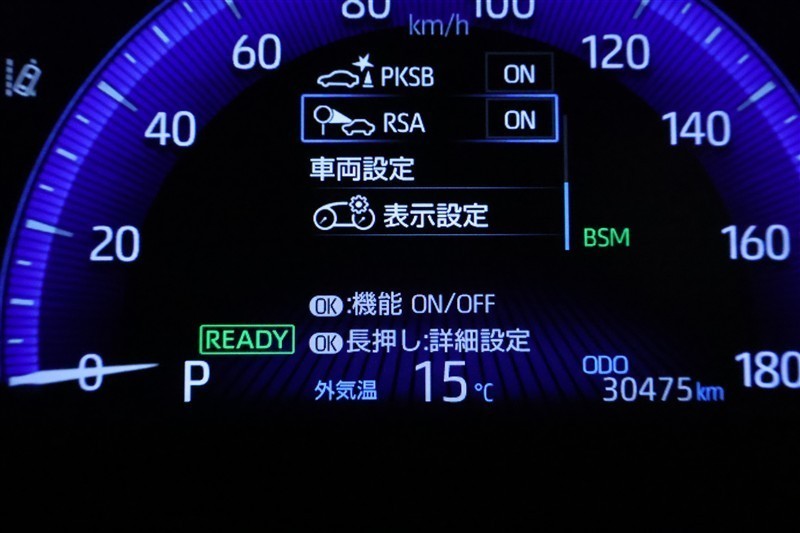 80 100
km/h
60 120
PKSB ON
40 RSA ON 140
車両設定
表示設定
20 BSM 160
OK:機能 ON/OFF
READY OK長押し:詳細設定
0 P 外気温 15℃ ODO 180
30475km